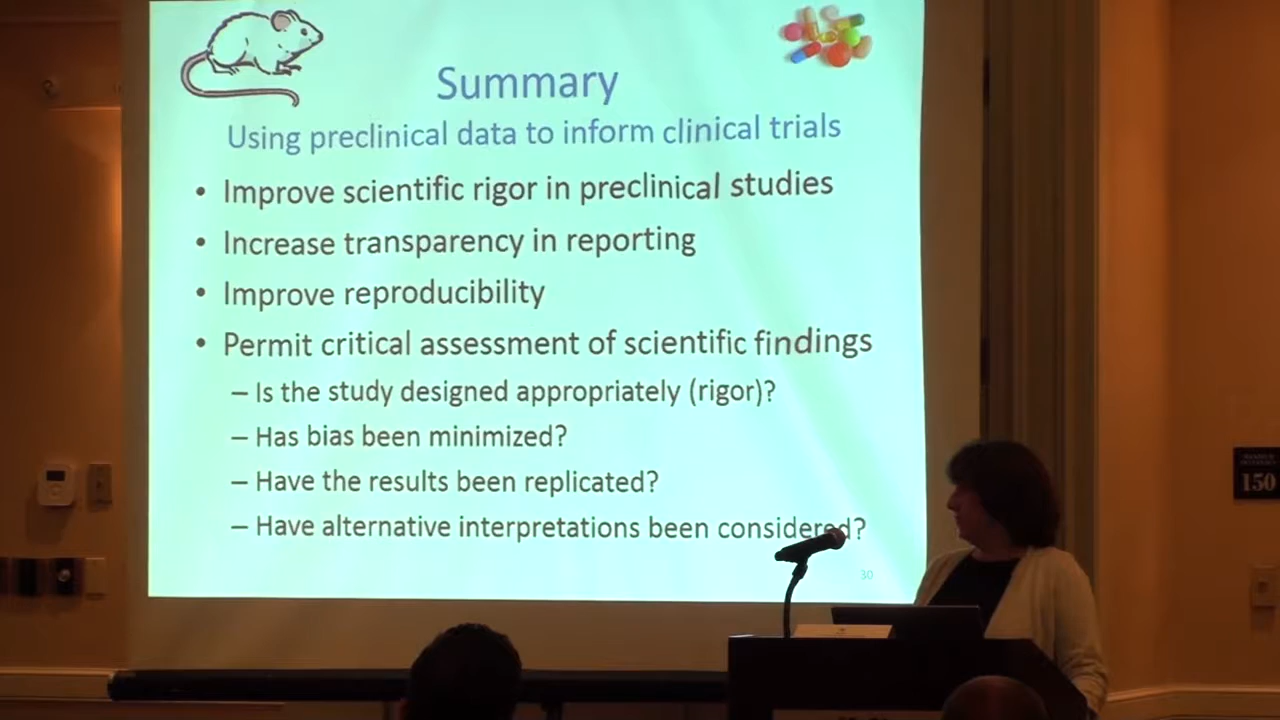 Summary
Using preclinical data to inform clinical trials
• Improve scientific rigor in preclinical studies
• Increase transparency in reporting
• Improve reproducibility
• Permit critical assessment of scientific findings
– Is the study designed appropriately (rigor)?
– Has bias been minimized?
– Have the results been replicated?
– Have alternative interpretations been considered?
30
150